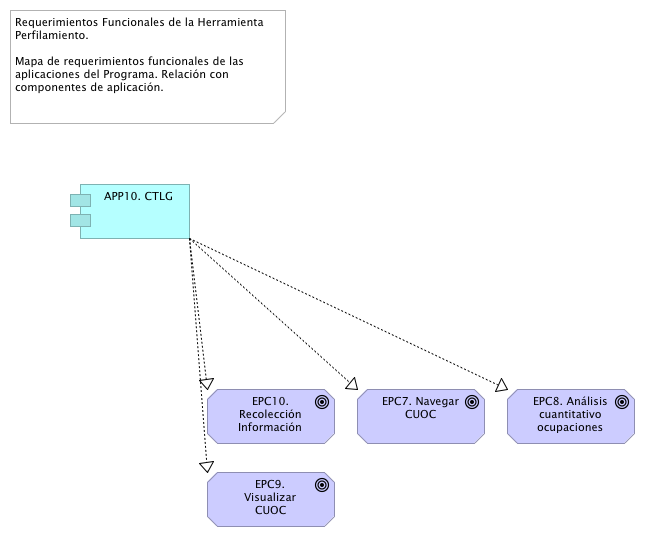 Requerimientos Funcionales de la Herramienta
Perfilamiento.
Mapa de requerimientos funcionales de las
aplicaciones del Programa. Relación con
componentes de aplicación.
APP10. CTLG
EPC10.
Recolección
Información
EPC7. Navegar
CUOC
EPC8. Análisis
cuantitativo
ocupaciones
EPC9.
Visualizar
CUOC